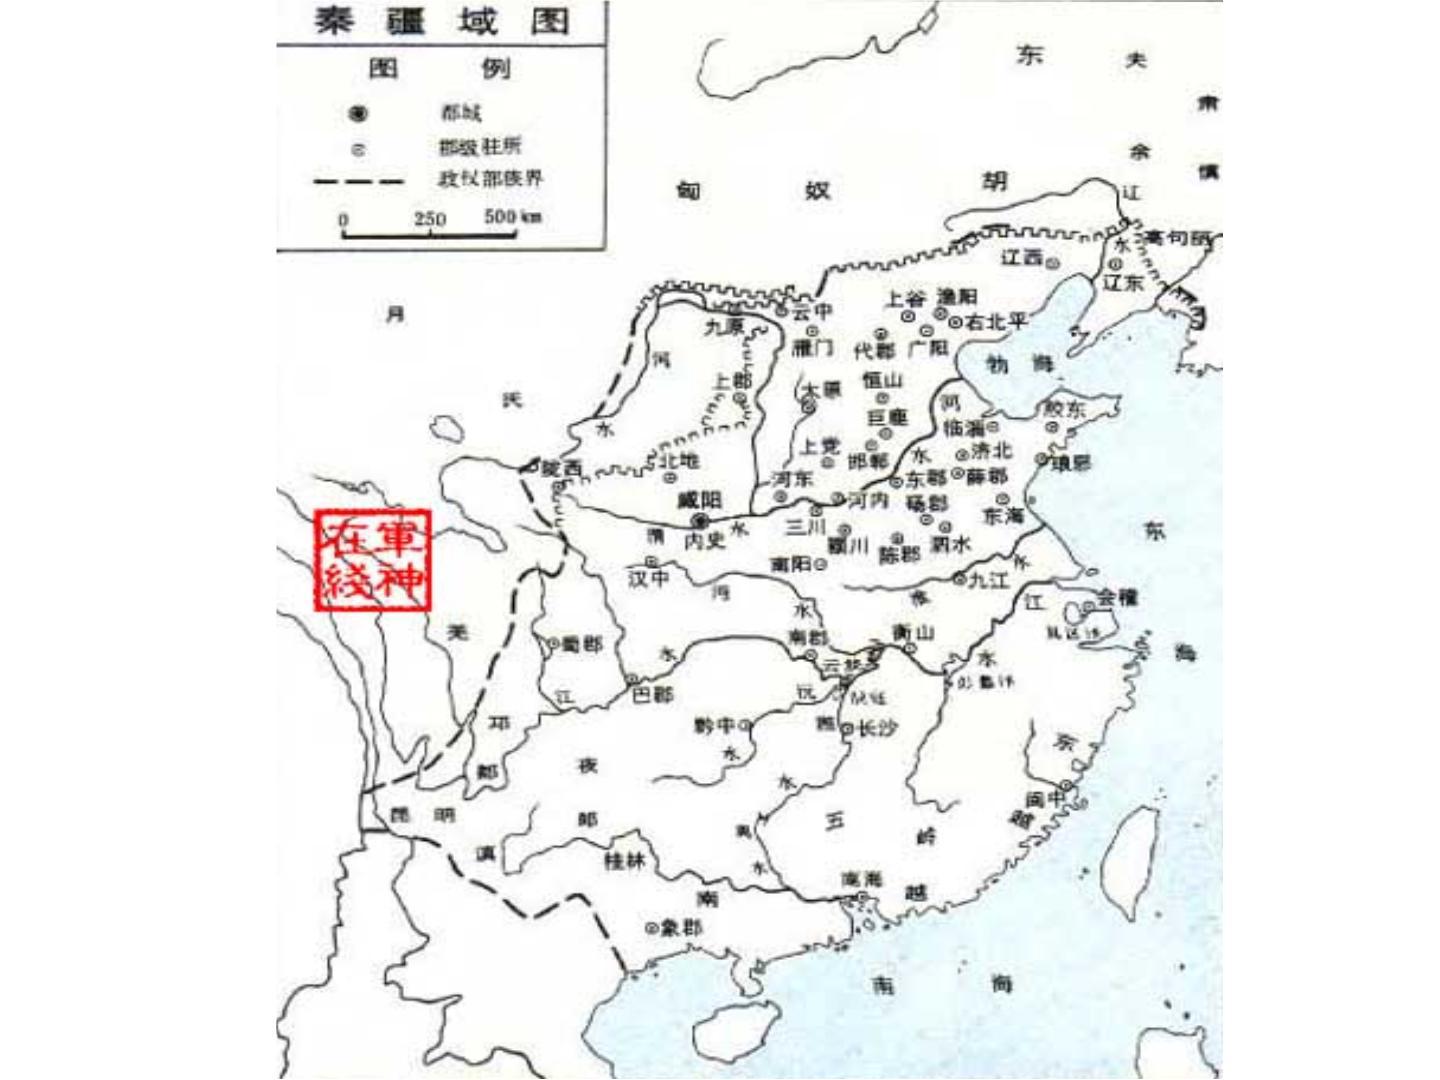 秦疆域图
图 例
都城
郡级驻所
政权部族界
0 250 500 km
东 夫
肃
余
慎
匈 奴 胡
辽
水
高句丽
辽西
辽东
月
氏
上谷 渔阳
云中
右北平
九原
雁门 代郡 广阳
河
渤 海
上郡
太原
恒山
河
胶东
水
巨鹿
临淄
上党
邯郸
水
济北
琅邪
陇西
北地
河东
东郡
薛郡
咸阳
河内
砀郡
东海
水
三川
渭
内史
颍川
陈郡
泗水
东
在軍
綫神
汉中
南阳
淮
水
九江
沔
水
江
会稽
羌
蜀郡
水
南郡
衡山
水
海
江
巴郡
云梦
彭蠡泽
沅
邛
黔中
湘
长沙
东
都
夜
水
水
闽中
昆 明
郎
离
五
岭
越
滇
桂林
水
南海
南
越
象郡
南 海